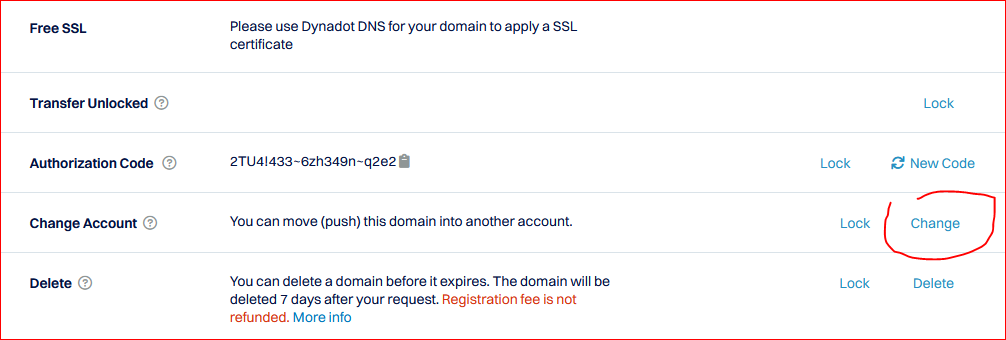 Free SSL Please use Dynadot DNS for your domain to apply a SSL
certificate
Transfer Unlocked ? Lock
Authorization Code ? 2TU4I433~6zh349n~q2e2 Lock New Code
Change Account ? You can move (push) this domain into another account. Lock Change
Delete ? You can delete a domain before it expires. The domain will be Lock Delete
deleted 7 days after your request. Registration fee is not
refunded. More info